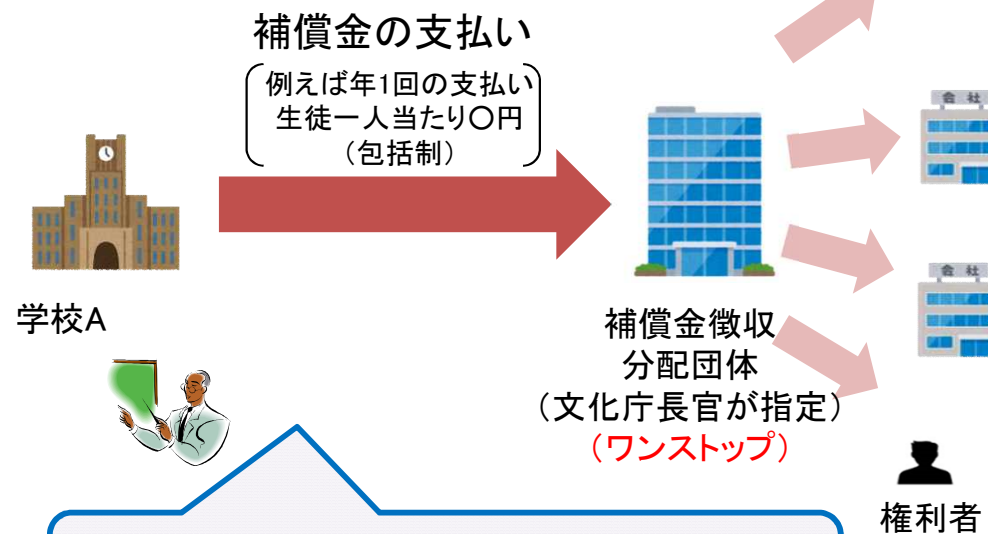 補償金の支払い
例えば年1回の支払い
生徒一人当たり〇円
（包括制）
会 社
学校A
会 社
補償金徴収
分配団体
（文化庁長官が指定）
（ワンストップ）
権利者